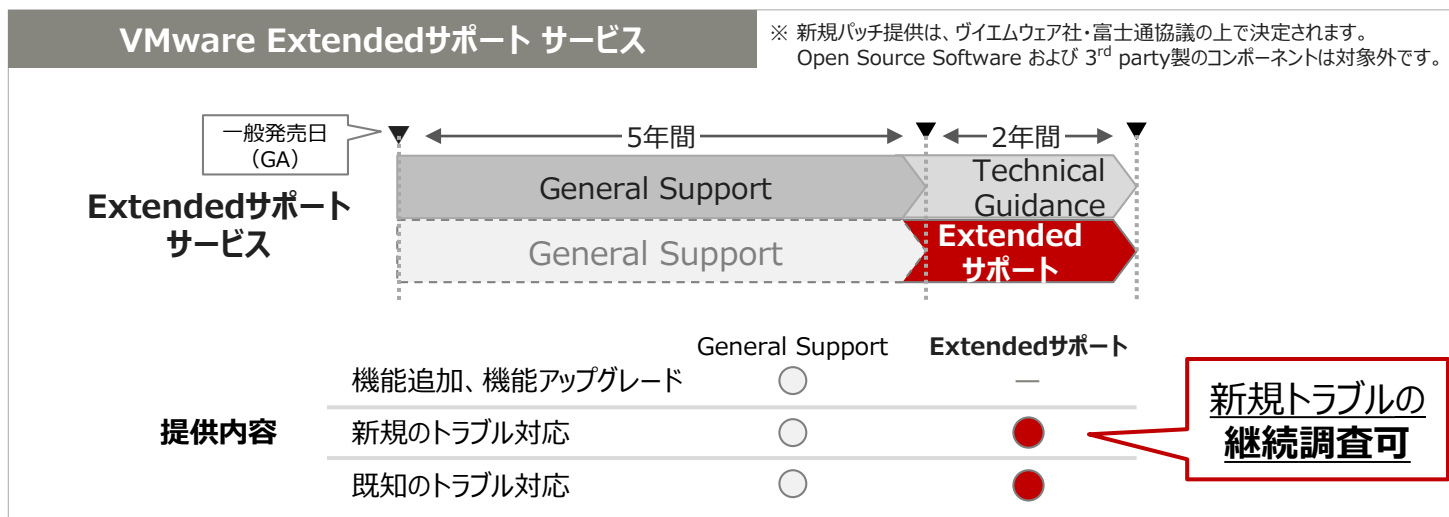 VMware Extendedサポート サービス
※ 新規パッチ提供は、ヴイエムウェア社・富士通協議の上で決定されます。
Open Source Software および 3rd party製のコンポーネントは対象外です。
一般発売日
（GA）
5年間
2年間
Extendedサポート
サービス
General Support
Technical
Guidance
General Support
Extended
サポート
General Support
Extendedサポート
提供内容
機能追加、機能アップグレード
○
－
新規のトラブル対応
○
●
既知のトラブル対応
○
●
新規トラブルの
継続調査可